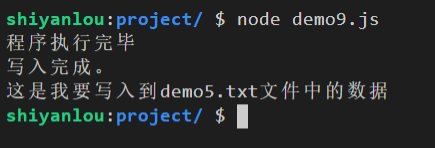 shiyanlou:project/ $ node demo9.js
程序执行完毕
写入完成。
这是我要写入到demo5.txt文件中的数据
shiyanlou:project/ $